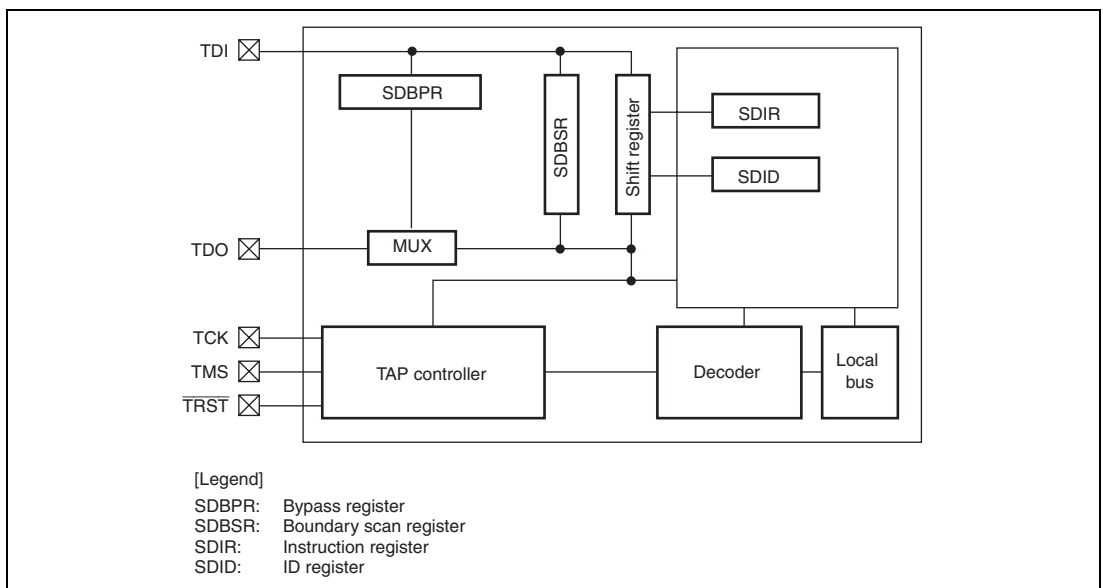 TDI
SDBPR
SDBSR
Shift register
SDIR
SDID
TDO
MUX
TCK
TMS
TRST
TAP controller
Decoder
Local
bus
[Legend]
SDBPR: Bypass register
SDBSR: Boundary scan register
SDIR: Instruction register
SDID: ID register